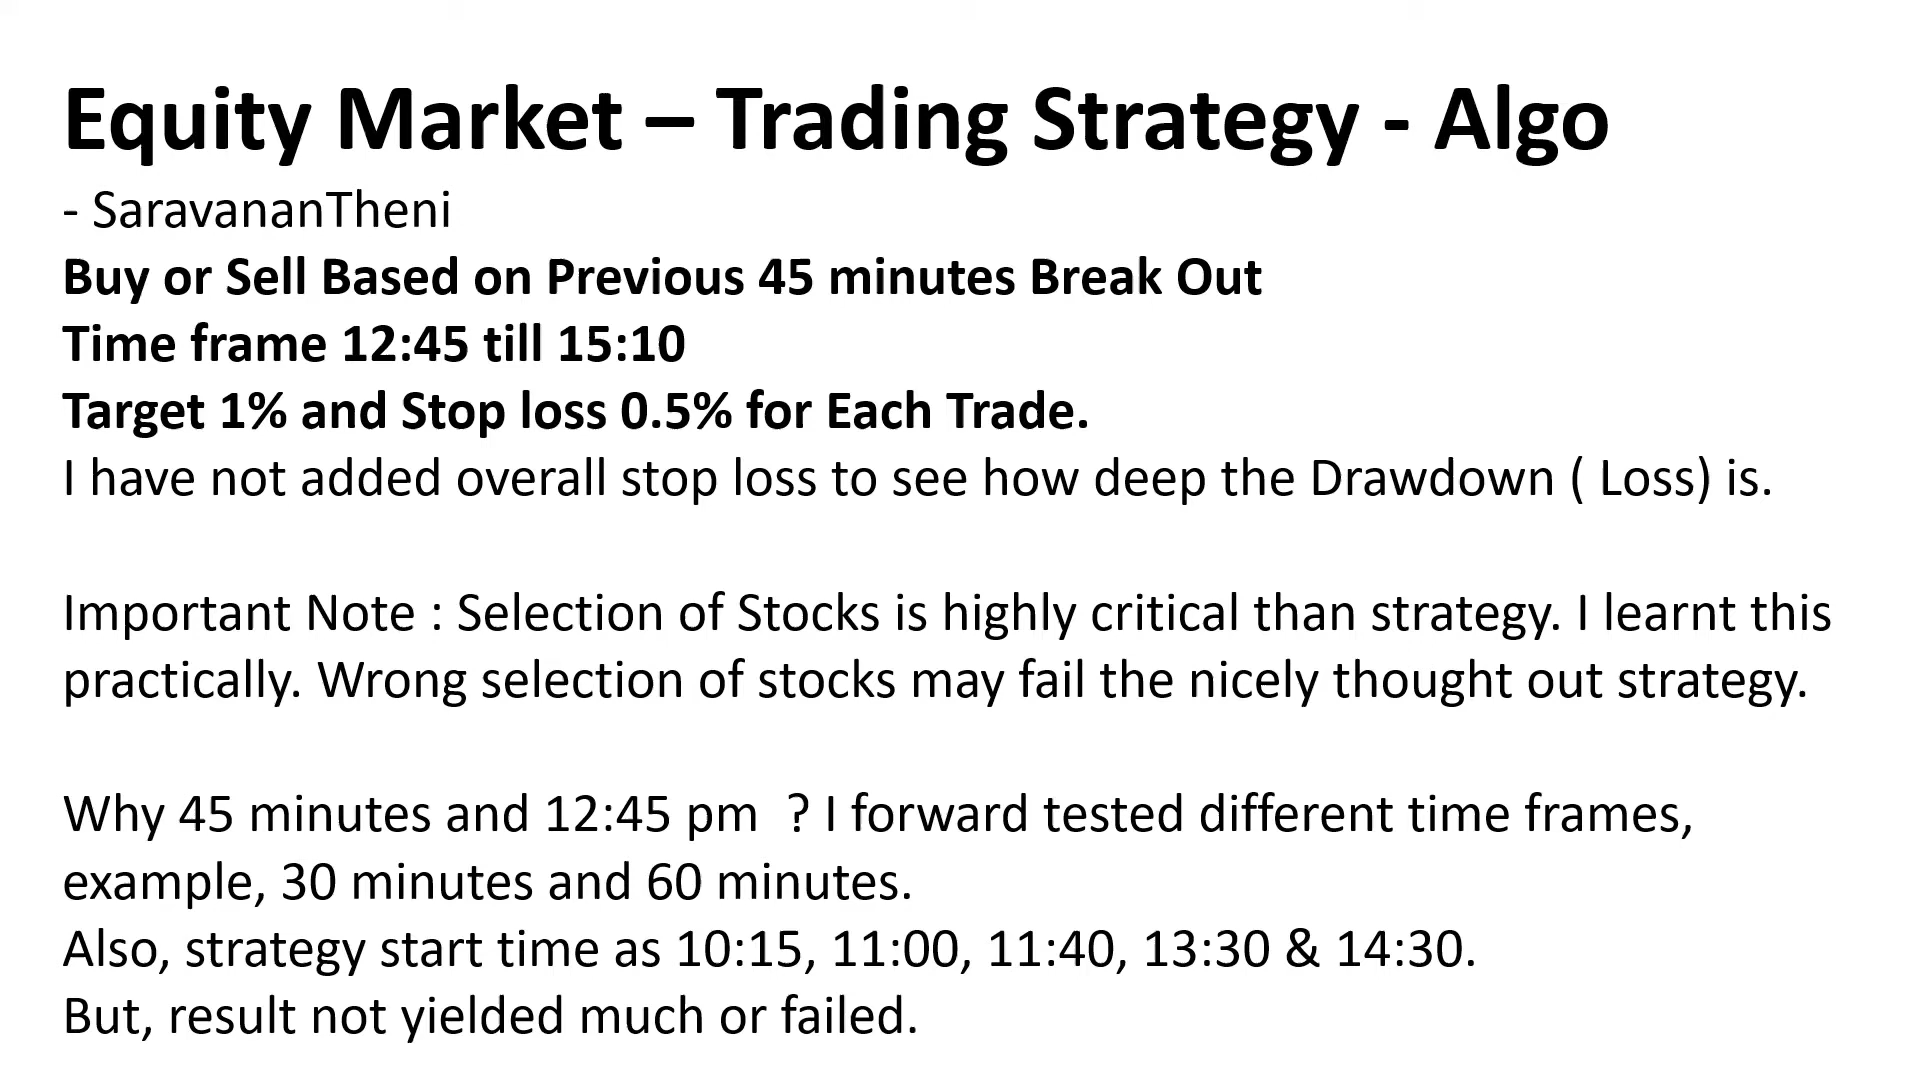 Equity Market – Trading Strategy - Algo
- SaravananTheni
Buy or Sell Based on Previous 45 minutes Break Out
Time frame 12:45 till 15:10
Target 1% and Stop loss 0.5% for Each Trade.
I have not added overall stop loss to see how deep the Drawdown ( Loss) is.
Important Note : Selection of Stocks is highly critical than strategy. I learnt this
practically. Wrong selection of stocks may fail the nicely thought out strategy.
Why 45 minutes and 12:45 pm  ? I forward tested different time frames,
example, 30 minutes and 60 minutes.
Also, strategy start time as 10:15, 11:00, 11:40, 13:30 & 14:30.
But, result not yielded much or failed.